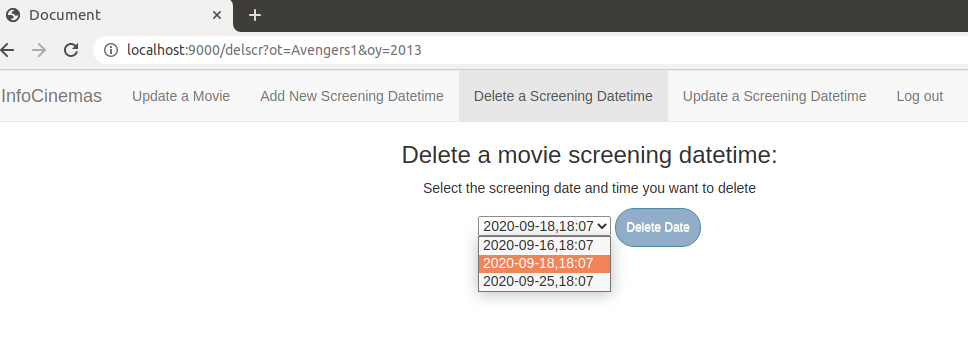 Document
localhost:9000/delscr?ot=Avengers1&oy=2013
InfoCinemas Update a Movie Add New Screening Datetime Delete a Screening Datetime Update a Screening Datetime Log out
Delete a movie screening datetime:
Select the screening date and time you want to delete
2020-09-18,18:07 Delete Date
2020-09-16,18:07
2020-09-18,18:07
2020-09-25,18:07